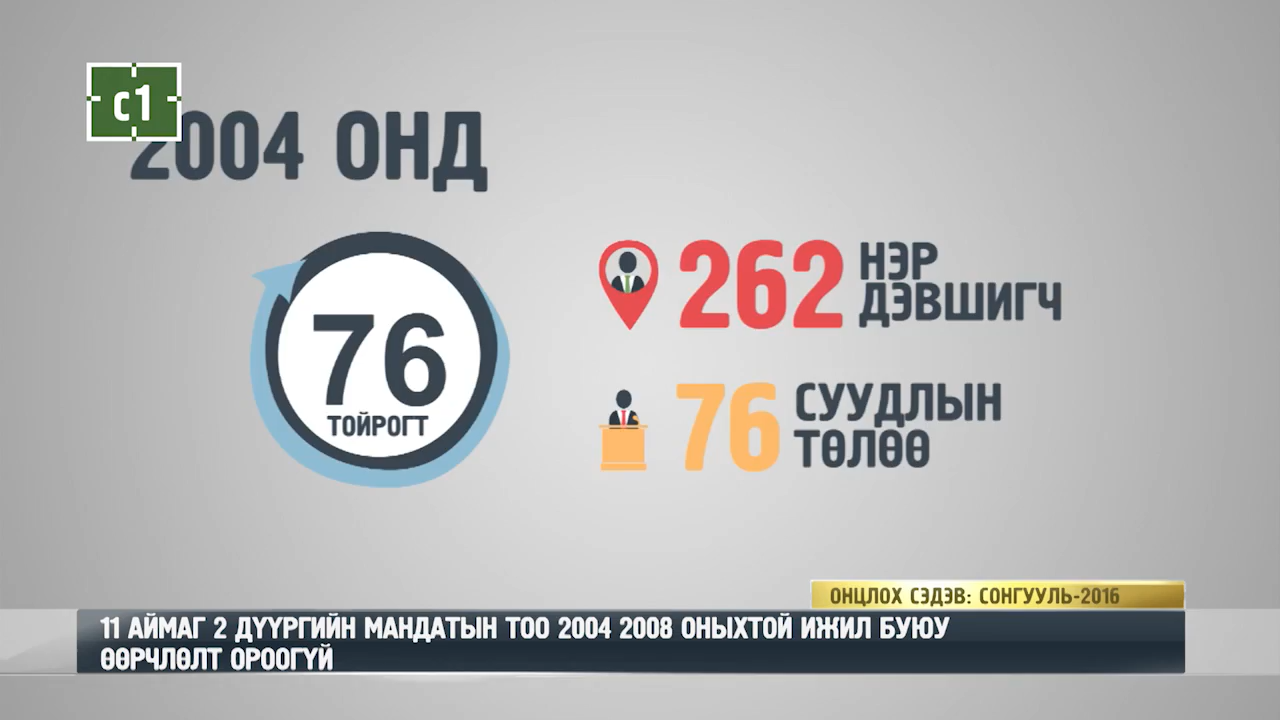 c1
2004 ОНД
76
ТОЙРОГТ
262 НЭР
ДЭВШИГЧ
76 СУУДЛЫН
ТӨЛӨӨ
ОНЦЛОХ СЭДЭВ: СОНГУУЛЬ-2016
11 АЙМАГ 2 ДҮҮРГИЙН МАНДАТЫН ТОО 2004 2008 ОНЫХТОЙ ИЖИЛ БУЮУ
ӨӨРЧЛӨЛТ ОРООГҮЙ